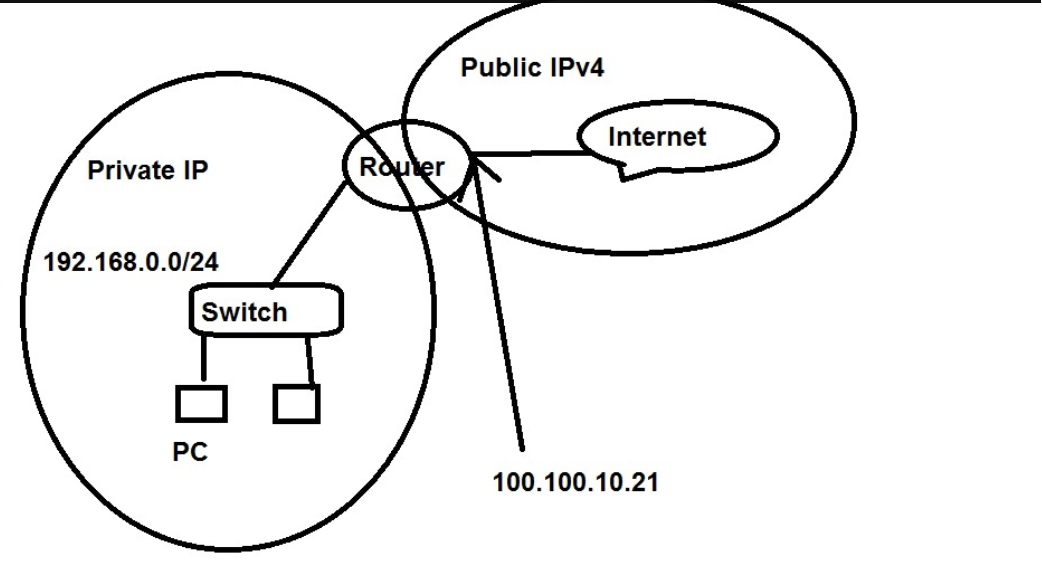 Public IPv4
Internet
Private IP
Router
192.168.0.0/24
Switch
PC
100.100.10.21